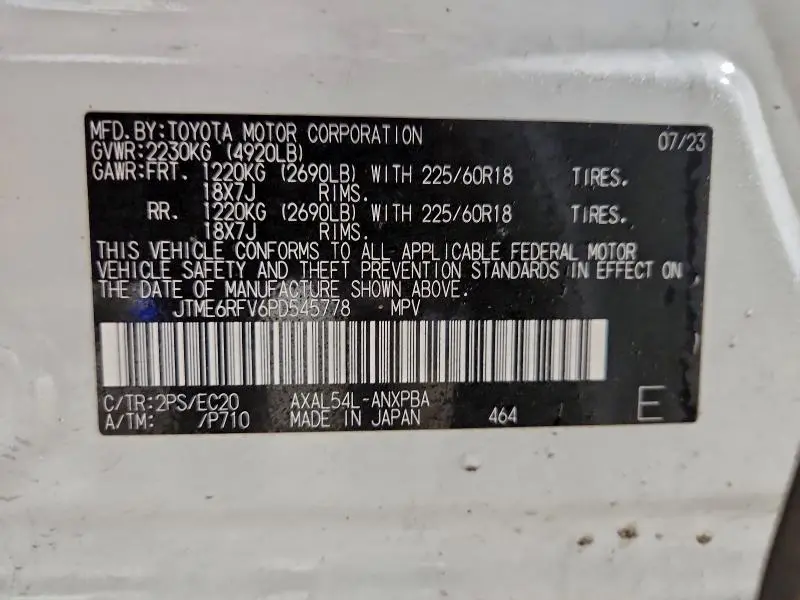 MFD. BY: TOYOTA MOTOR CORPORATION 07/23
GVWR: 2230KG (4920LB)
GAWR: FRT. 1220KG (2690LB) WITH 225/60R18 TIRES.
18X7J RIMS.
RR. 1220KG (2690LB) WITH 225/60R18 TIRES.
18X7J RIMS.
THIS VEHICLE CONFORMS TO ALL APPLICABLE FEDERAL MOTOR
VEHICLE SAFETY AND THEFT PREVENTION STANDARDS IN EFFECT ON
THE DATE OF MANUFACTURE SHOWN ABOVE.
JTME6RFV6PD545778 MPV
C/TR: 2PS/EC20 AXAL54L-ANXPBA
A/TM: /P710 MADE IN JAPAN 464 E